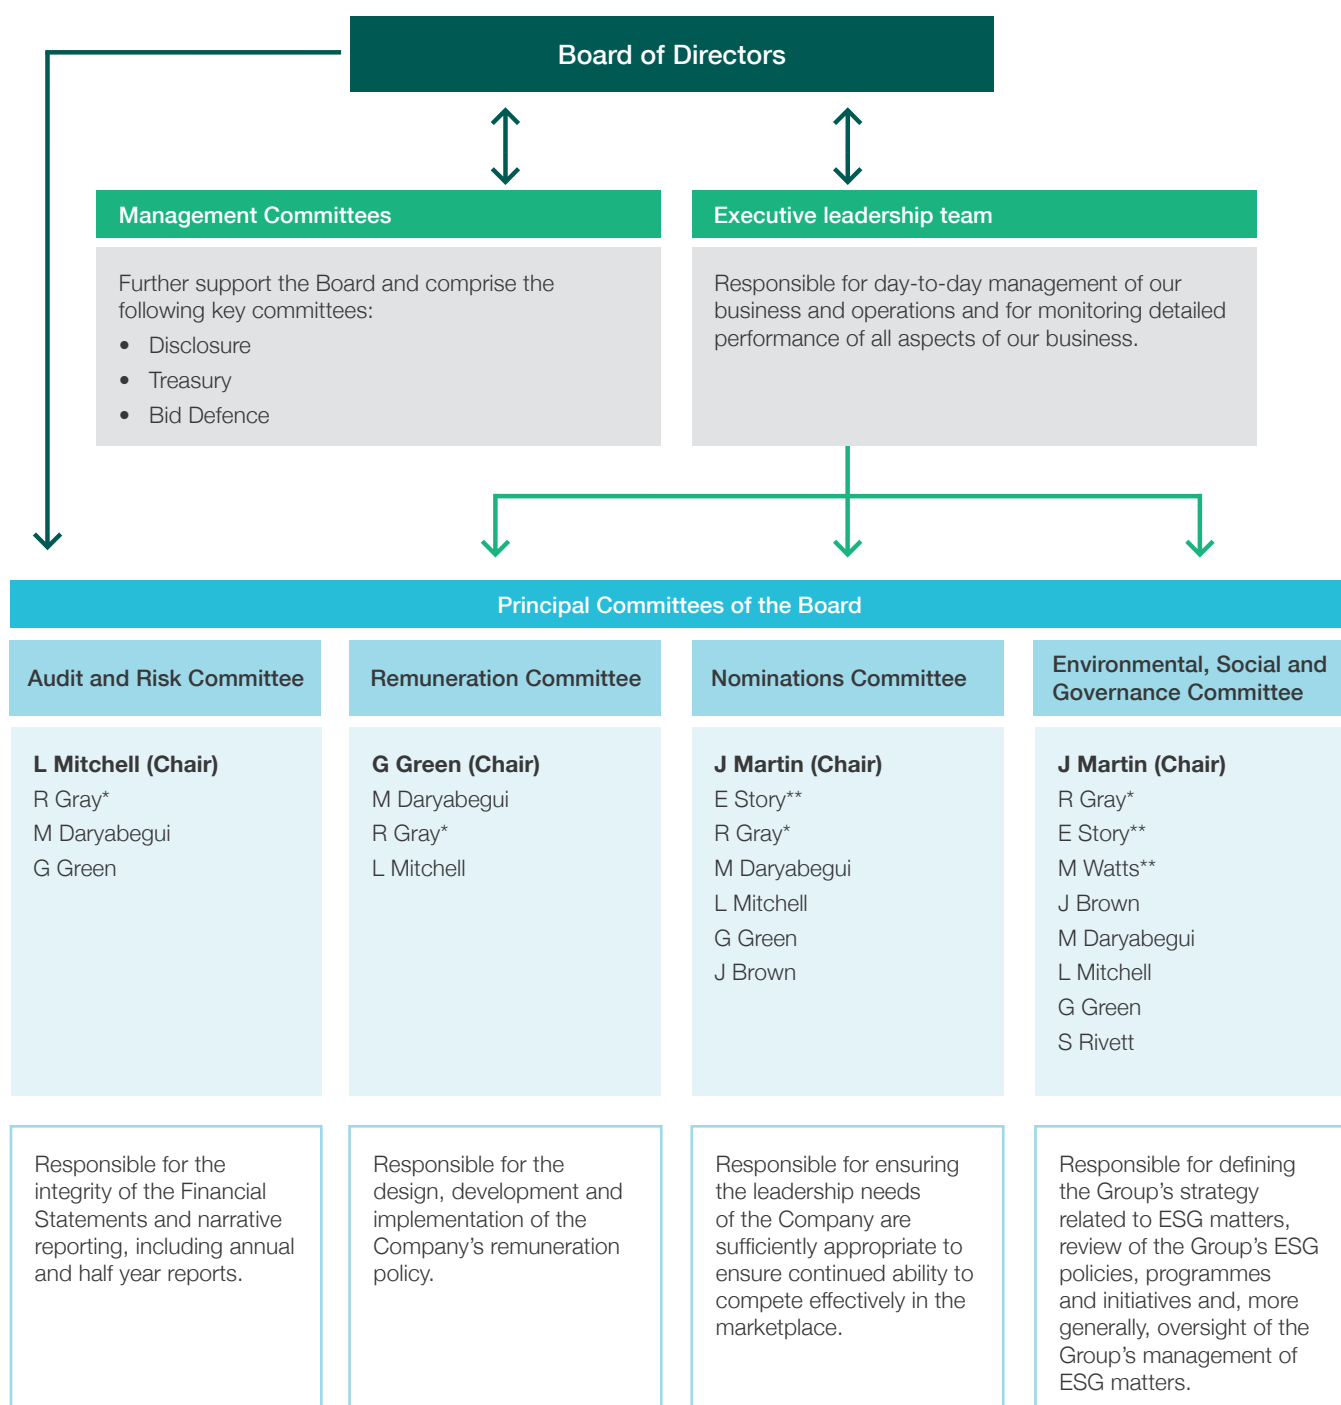 Board of Directors
Management Committees
Further support the Board and comprise the
following key committees:
• Disclosure
• Treasury
• Bid Defence
Executive leadership team
Responsible for day-to-day management of our
business and operations and for monitoring detailed
performance of all aspects of our business.
Principal Committees of the Board
Audit and Risk Committee
L Mitchell (Chair)
R Gray*
M Daryabegui
G Green
Responsible for the
integrity of the Financial
Statements and narrative
reporting, including annual
and half year reports.
Remuneration Committee
G Green (Chair)
M Daryabegui
R Gray*
L Mitchell
Responsible for the
design, development and
implementation of the
Company’s remuneration
policy.
Nominations Committee
J Martin (Chair)
E Story**
R Gray*
M Daryabegui
L Mitchell
G Green
J Brown
Responsible for ensuring
the leadership needs
of the Company are
sufficiently appropriate to
ensure continued ability to
compete effectively in the
marketplace.
Environmental, Social and
Governance Committee
J Martin (Chair)
R Gray*
E Story**
M Watts**
J Brown
M Daryabegui
L Mitchell
G Green
S Rivett
Responsible for defining
the Group’s strategy
related to ESG matters,
review of the Group’s ESG
policies, programmes
and initiatives and, more
generally, oversight of the
Group’s management of
ESG matters.